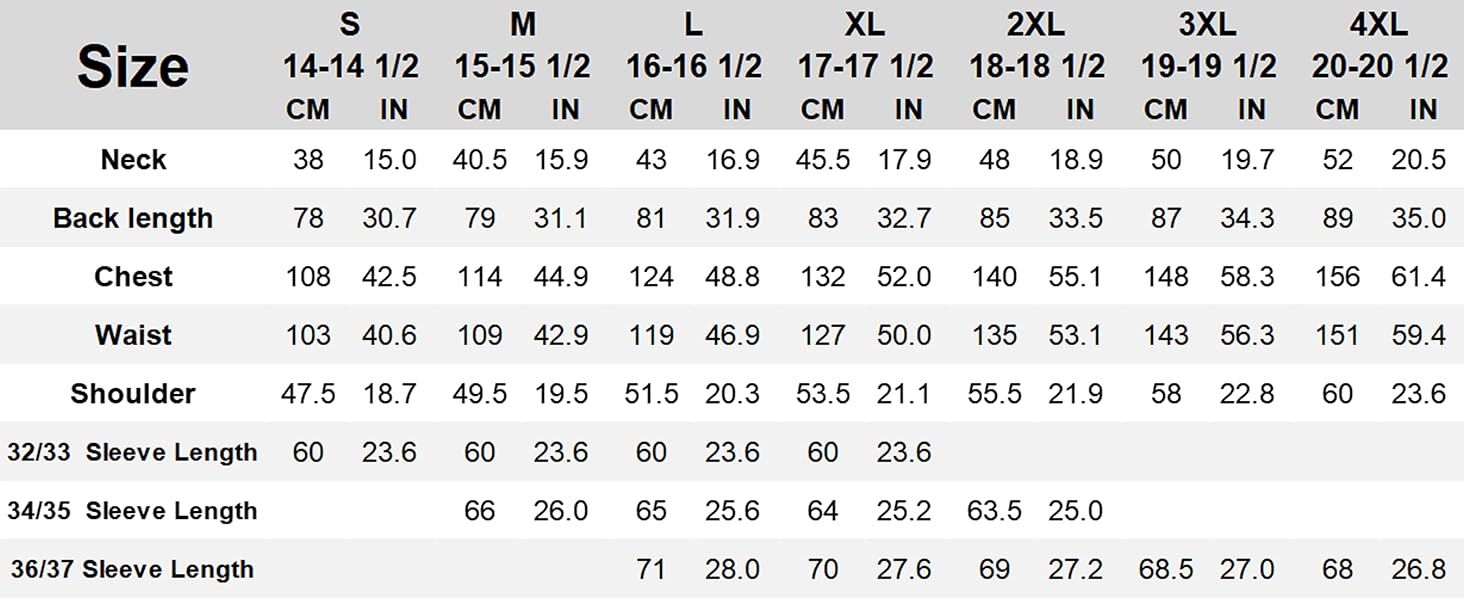 Size S M L XL 2XL 3XL 4XL
14-14 1/2 15-15 1/2 16-16 1/2 17-17 1/2 18-18 1/2 19-19 1/2 20-20 1/2
CM IN CM IN CM IN CM IN CM IN CM IN CM IN
Neck 38 15.0 40.5 15.9 43 16.9 45.5 17.9 48 18.9 50 19.7 52 20.5
Back length 78 30.7 79 31.1 81 31.9 83 32.7 85 33.5 87 34.3 89 35.0
Chest 108 42.5 114 44.9 124 48.8 132 52.0 140 55.1 148 58.3 156 61.4
Waist 103 40.6 109 42.9 119 46.9 127 50.0 135 53.1 143 56.3 151 59.4
Shoulder 47.5 18.7 49.5 19.5 51.5 20.3 53.5 21.1 55.5 21.9 58 22.8 60 23.6
32/33 Sleeve Length 60 23.6 60 23.6 60 23.6 60 23.6
34/35 Sleeve Length 66 26.0 65 25.6 64 25.2 63.5 25.0
36/37 Sleeve Length 71 28.0 70 27.6 69 27.2 68.5 27.0 68 26.8